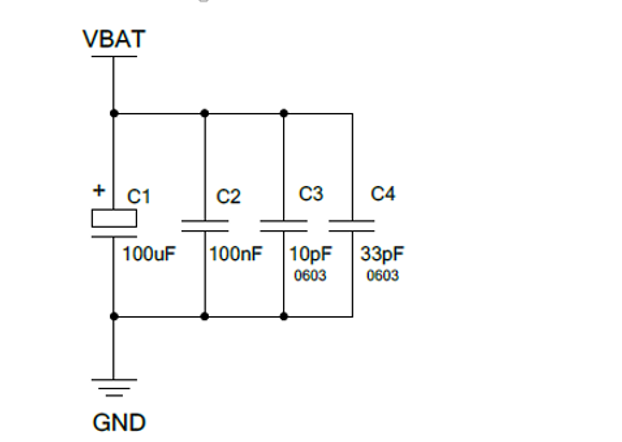 VBAT
+ C1 C2 C3 C4
100uF 100nF 10pF 33pF
0603 0603
GND